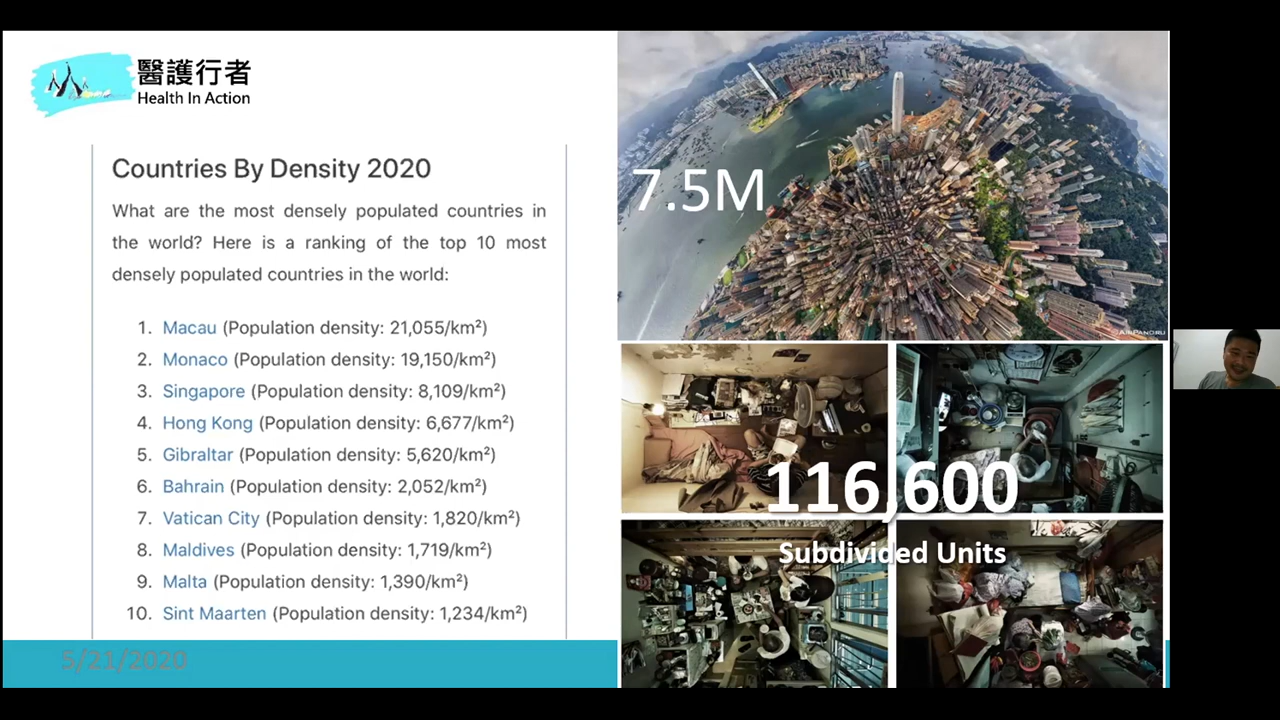 醫護行者
Health In Action
Countries By Density 2020
What are the most densely populated countries in
the world? Here is a ranking of the top 10 most
densely populated countries in the world:
1. Macau (Population density: 21,055/km²)
2. Monaco (Population density: 19,150/km²)
3. Singapore (Population density: 8,109/km²)
4. Hong Kong (Population density: 6,677/km²)
5. Gibraltar (Population density: 5,620/km²)
6. Bahrain (Population density: 2,052/km²)
7. Vatican City (Population density: 1,820/km²)
8. Maldives (Population density: 1,719/km²)
9. Malta (Population density: 1,390/km²)
10. Sint Maarten (Population density: 1,234/km²)
5/21/2020
7.5M
©AIRPANO.RU
116,600
Subdivided Units